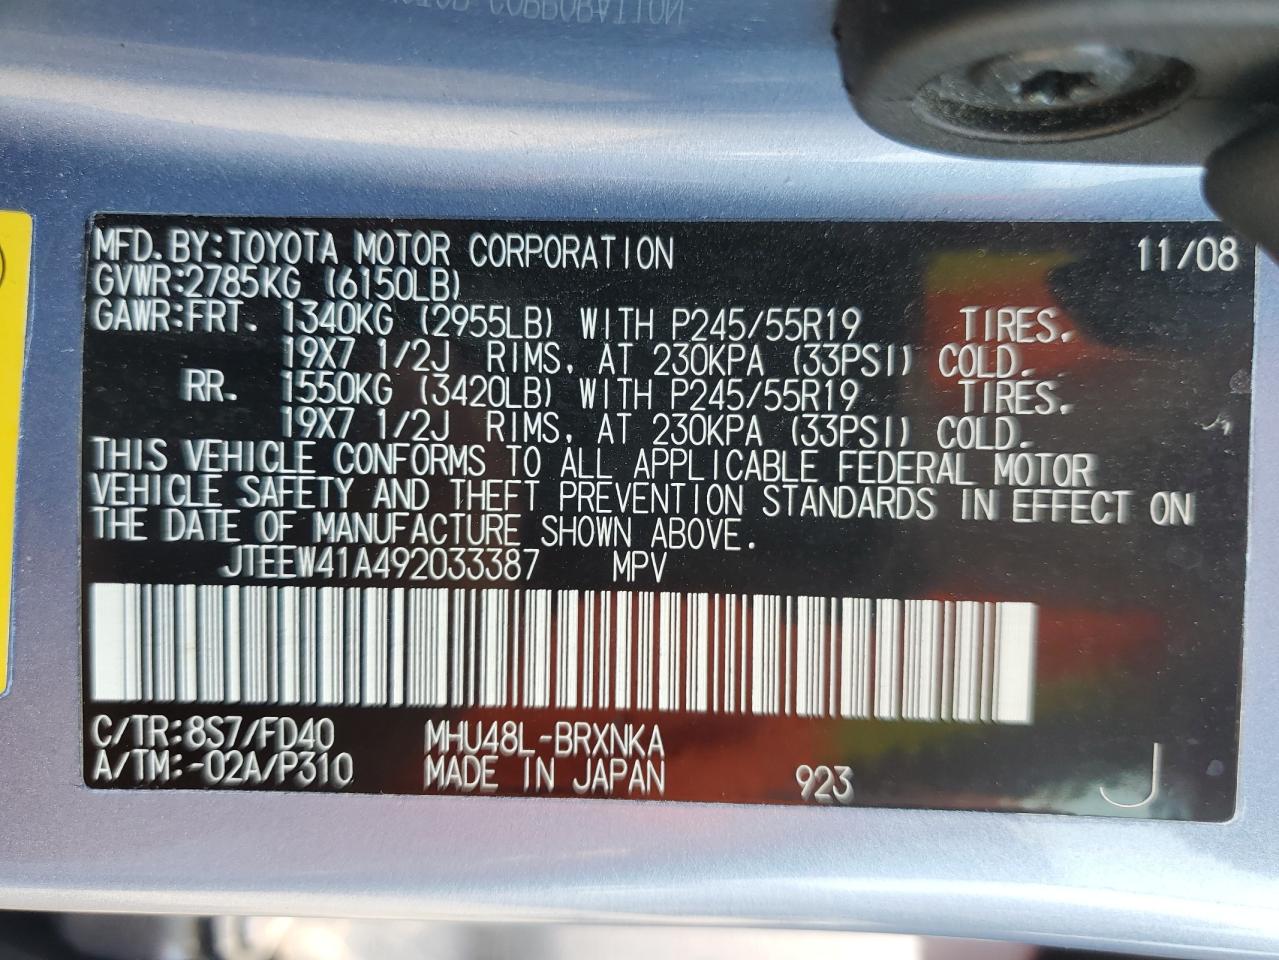 MFD.BY:TOYOTA MOTOR CORPORATION 11/08
GVWR:2785KG (6150LB)
GAWR:FRT. 1340KG (2955LB) WITH P245/55R19 TIRES.
19X7 1/2J RIMS, AT 230KPA (33PSI) COLD.
RR. 1550KG (3420LB) WITH P245/55R19 TIRES.
19X7 1/2J RIMS, AT 230KPA (33PSI) COLD.
THIS VEHICLE CONFORMS TO ALL APPLICABLE FEDERAL MOTOR
VEHICLE SAFETY AND THEFT PREVENTION STANDARDS IN EFFECT ON
THE DATE OF MANUFACTURE SHOWN ABOVE.
JTEEW41A492033387 MPV
C/TR:8S7/FD40 MHU48L-BRXNKA
A/TM:-02A/P310 MADE IN JAPAN 923 J